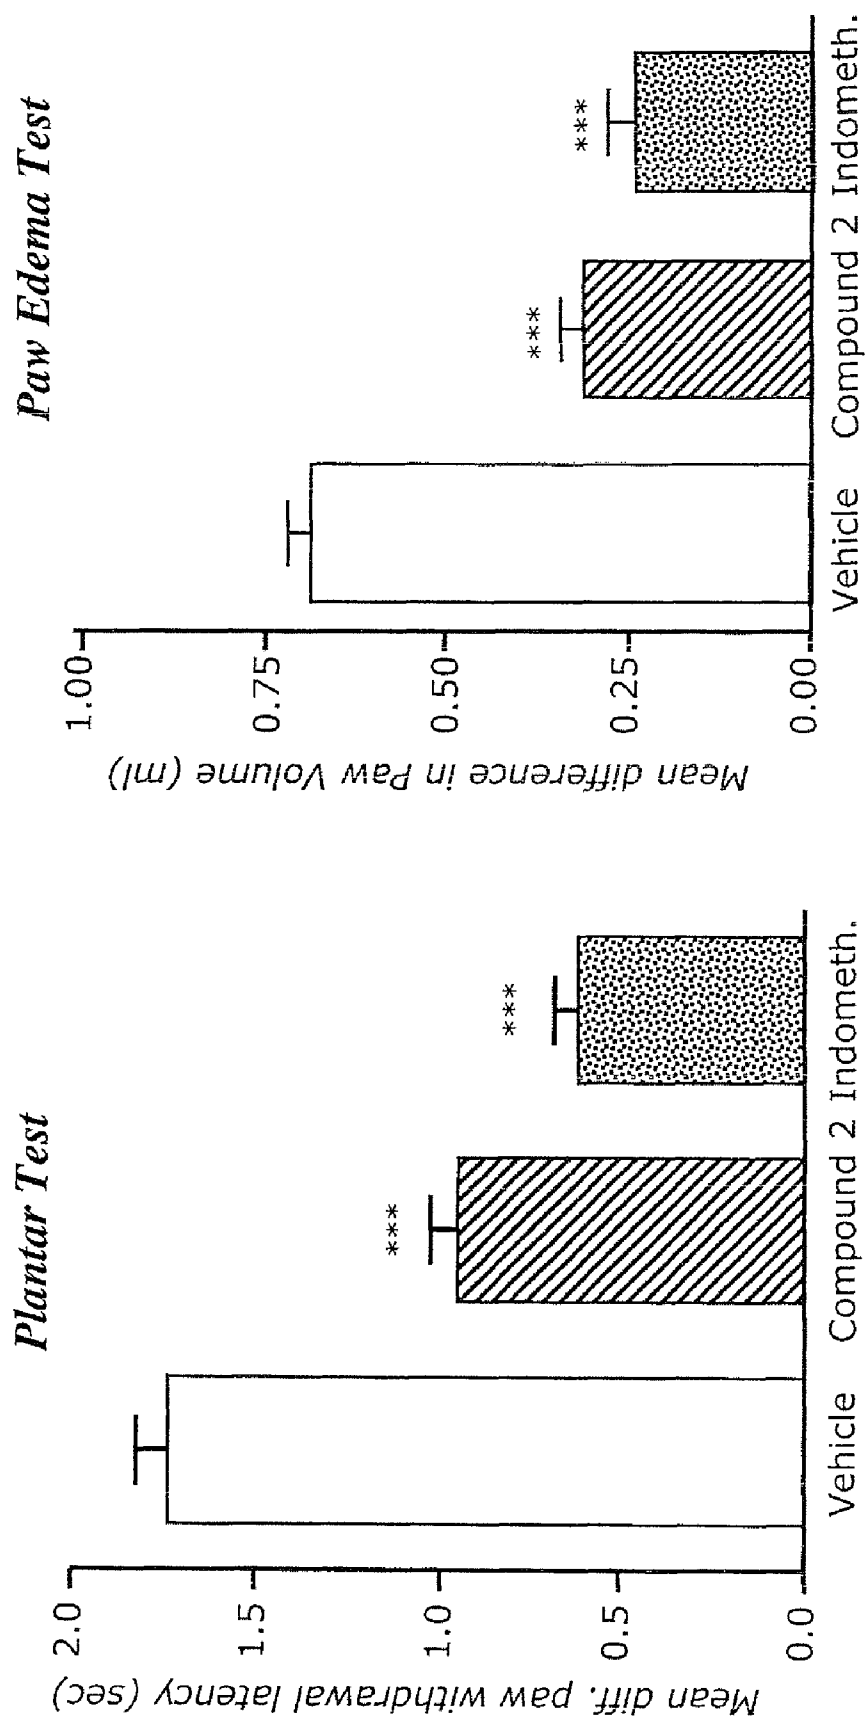 Plantar Test
Mean diff. paw withdrawal latency (sec)
2.0
1.5
1.0
0.5
0.0
***
***
Vehicle Compound 2 Indometh.
Paw Edema Test
Mean difference in Paw Volume (ml)
1.00
0.75
0.50
0.25
0.00
***
***
Vehicle Compound 2 Indometh.